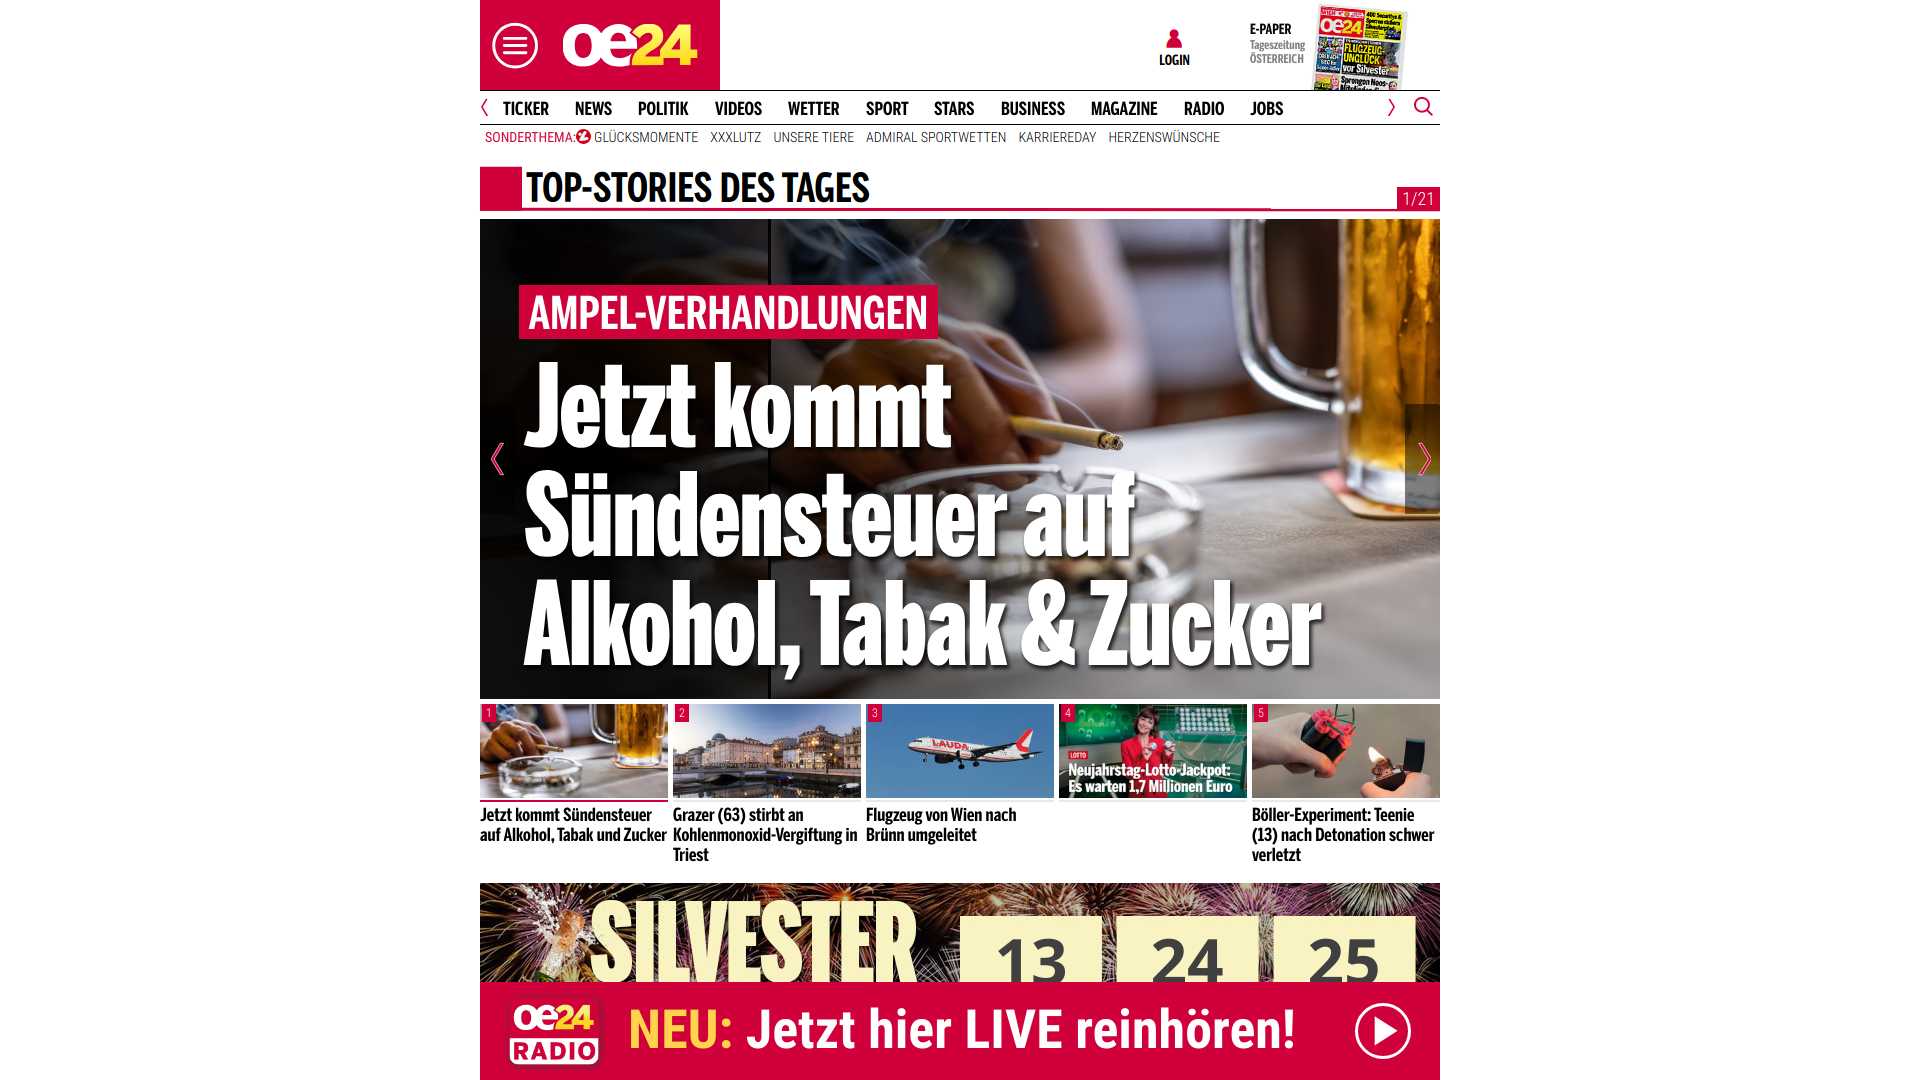 oe24
LOGIN
E-PAPER
Tageszeitung
ÖSTERREICH
oe24
FLUGZEUG-
UNGLÜCK
vor Silvester
TICKER NEWS POLITIK VIDEOS WETTER SPORT STARS BUSINESS MAGAZINE RADIO JOBS
SONDERTHEMA: GLÜCKSMOMENTE XXXLUTZ UNSERE TIERE ADMIRAL SPORTWETTEN KARRIEREDAY HERZENSWÜNSCHE
TOP-STORIES DES TAGES
1/21
AMPEL-VERHANDLUNGEN
Jetzt kommt
Sündensteuer auf
Alkohol, Tabak & Zucker
1
Jetzt kommt Sündensteuer
auf Alkohol, Tabak und Zucker
2
Grazer (63) stirbt an
Kohlenmonoxid-Vergiftung in
Triest
3
LAUDA
Flugzeug von Wien nach
Brünn umgeleitet
4
LOTTO
Neujahrstag-Lotto-Jackpot:
Es warten 1,7 Millionen Euro
5
Böller-Experiment: Teenie
(13) nach Detonation schwer
verletzt
SILVESTER
13 24 25
oe24
RADIO
NEU: Jetzt hier LIVE reinhören!